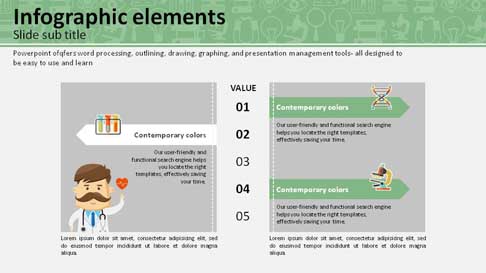 Infographic elements
Slide sub title
Powerpoint ofqfers word processing, outlining, drawing, graphing, and presentation management tools- all designed to
be easy to use and learn
VALUE
01
02
03
04
05
Contemporary colors
Our user-friendly and
functional search engine helps
you locate the right
templates, effectively saving
your time.
Lorem ipsum dolor sit amet, consectetur adipisicing elit, sed
do eiusmod tempor incididunt ut labore et dolore magna
aliqua.
Contemporary colors
Our user-friendly and functional search engine
helps you locate the right templates,
effectively saving your time.
Contemporary colors
Our user-friendly and functional search engine
helps you locate the right templates,
effectively saving your time.
Lorem ipsum dolor sit amet, consectetur adipisicing elit, sed
do eiusmod tempor incididunt ut labore et dolore magna
aliqua